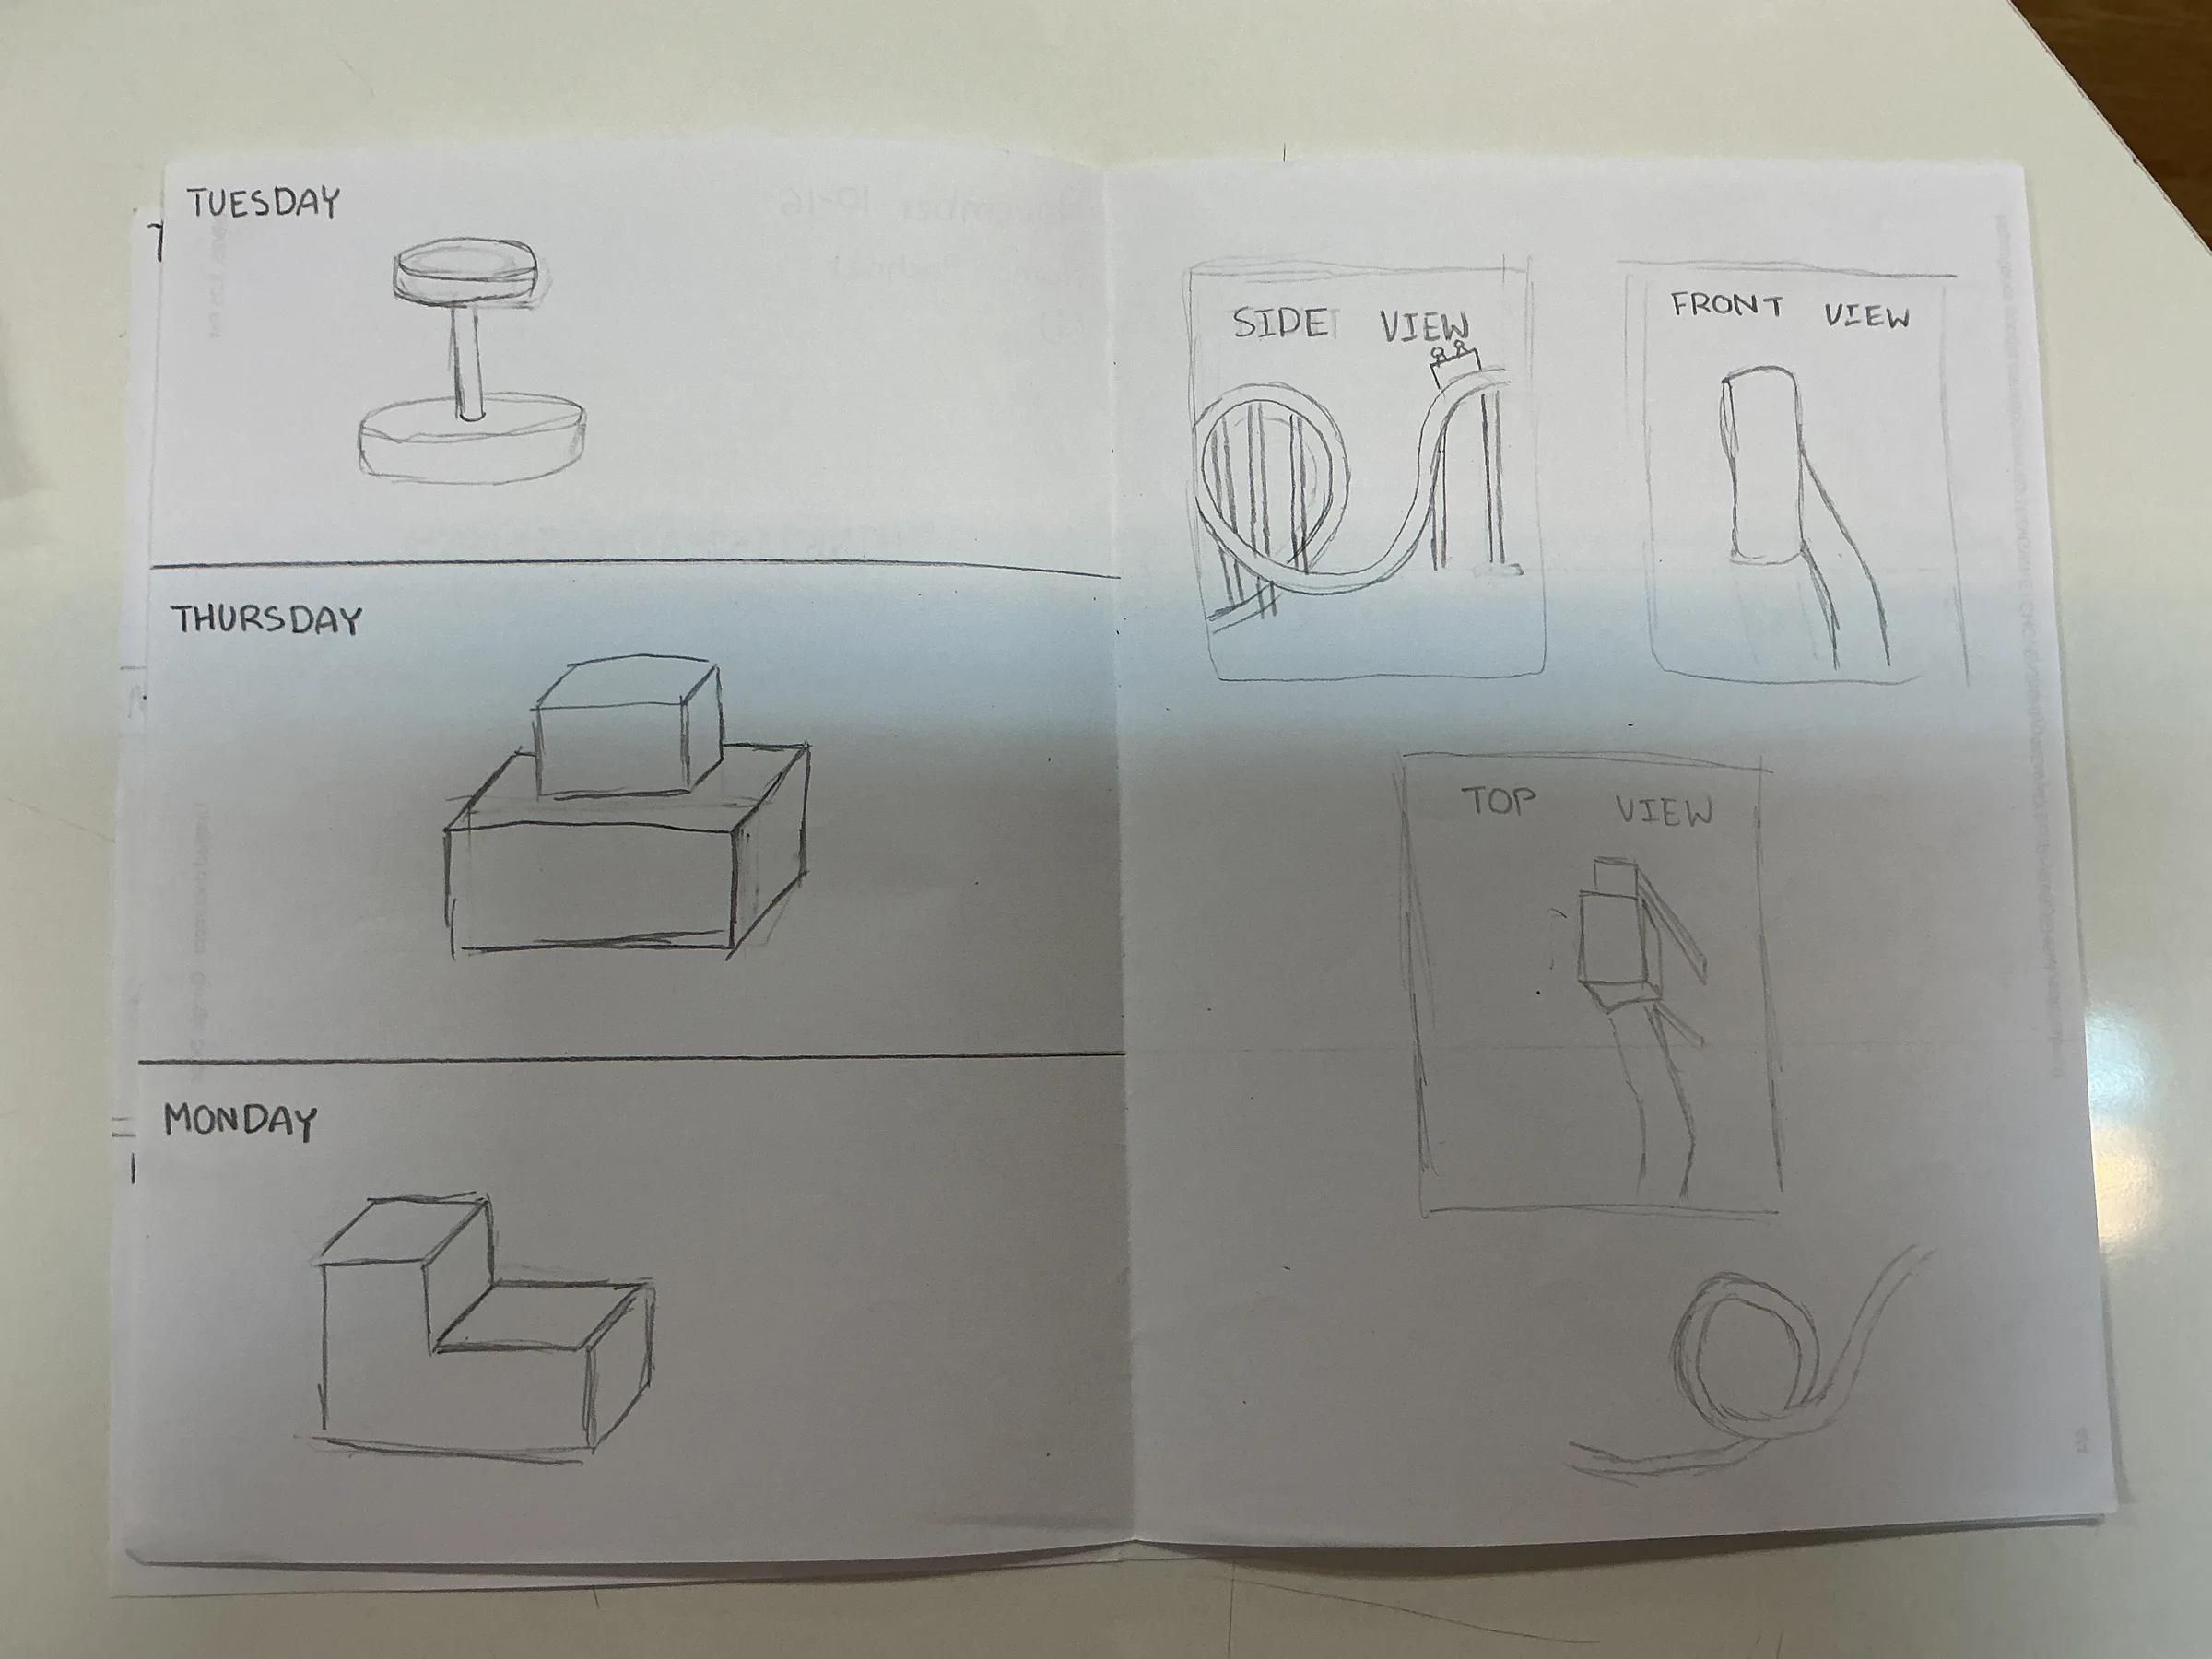 TUESDAY
THURSDAY
MONDAY
SIDE VIEW
FRONT VIEW
TOP VIEW